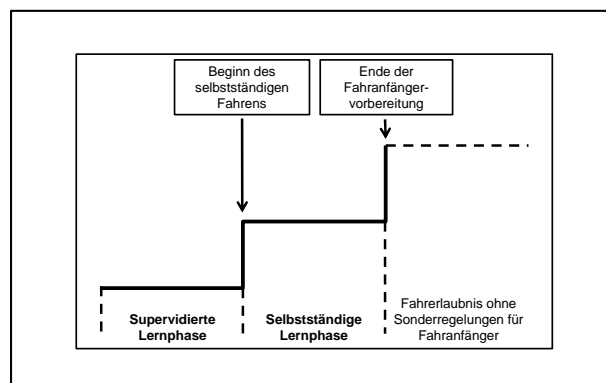 Beginn des
selbstständigen
Fahrens
Ende der
Fahranfänger-
vorbereitung
Supervidierte
Lernphase
Selbstständige
Lernphase
Fahrerlaubnis ohne
Sonderregelungen für
Fahranfänger